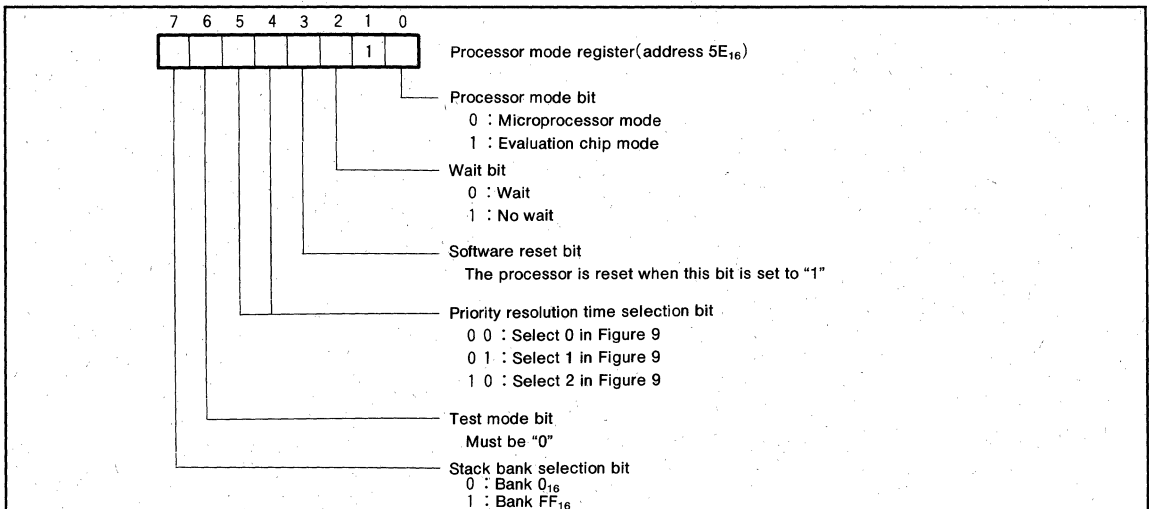 7 6 5 4 3 2 1 0
1
Processor mode register(address 5E₁₆)
Processor mode bit
0 : Microprocessor mode
1 : Evaluation chip mode
Wait bit
0 : Wait
1 : No wait
Software reset bit
The processor is reset when this bit is set to “1”
Priority resolution time selection bit
0 0 : Select 0 in Figure 9
0 1 : Select 1 in Figure 9
1 0 : Select 2 in Figure 9
Test mode bit
Must be “0”
Stack bank selection bit
0 : Bank 0₁₆
1 : Bank FF₁₆